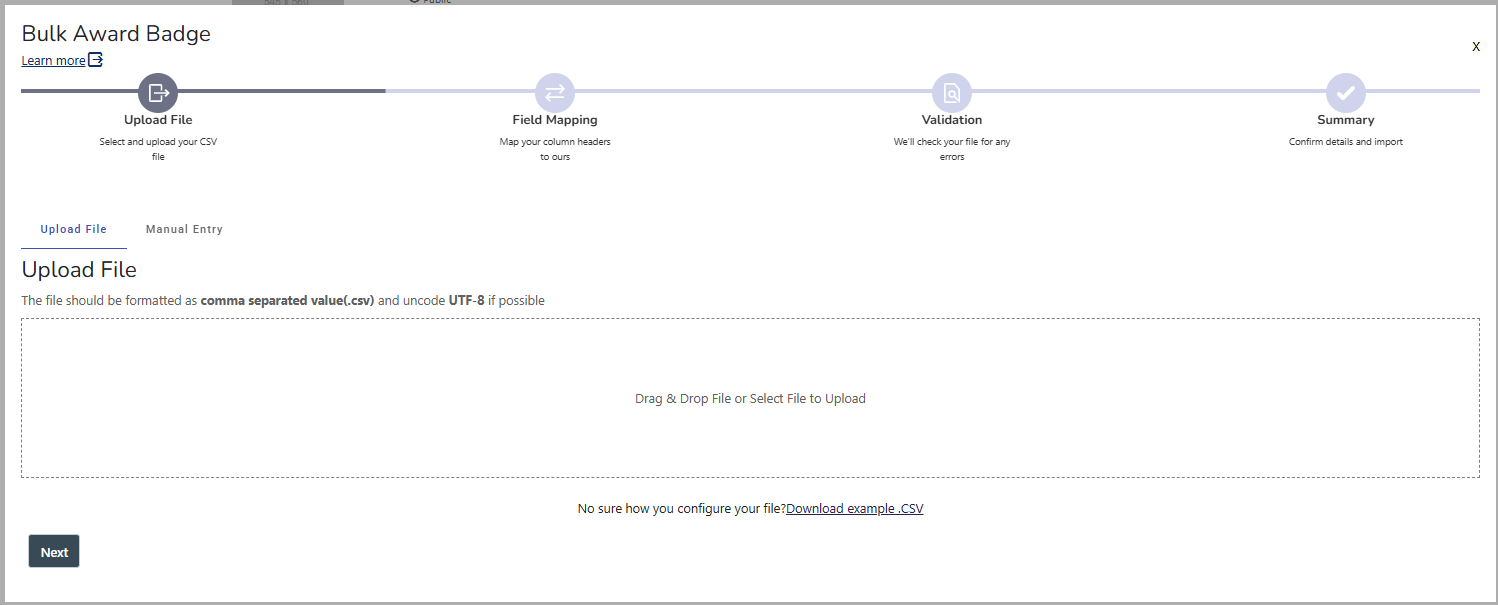 Public
Bulk Award Badge
X
Learn more
Upload File
Select and upload your CSV
file
Field Mapping
Map your column headers
to ours
Validation
We'll check your file for any
errors
Summary
Confirm details and import
Upload File
Manual Entry
Upload File
The file should be formatted as comma separated value(.csv) and uncode UTF-8 if possible
Drag & Drop File or Select File to Upload
No sure how you configure your file?Download example .CSV
Next